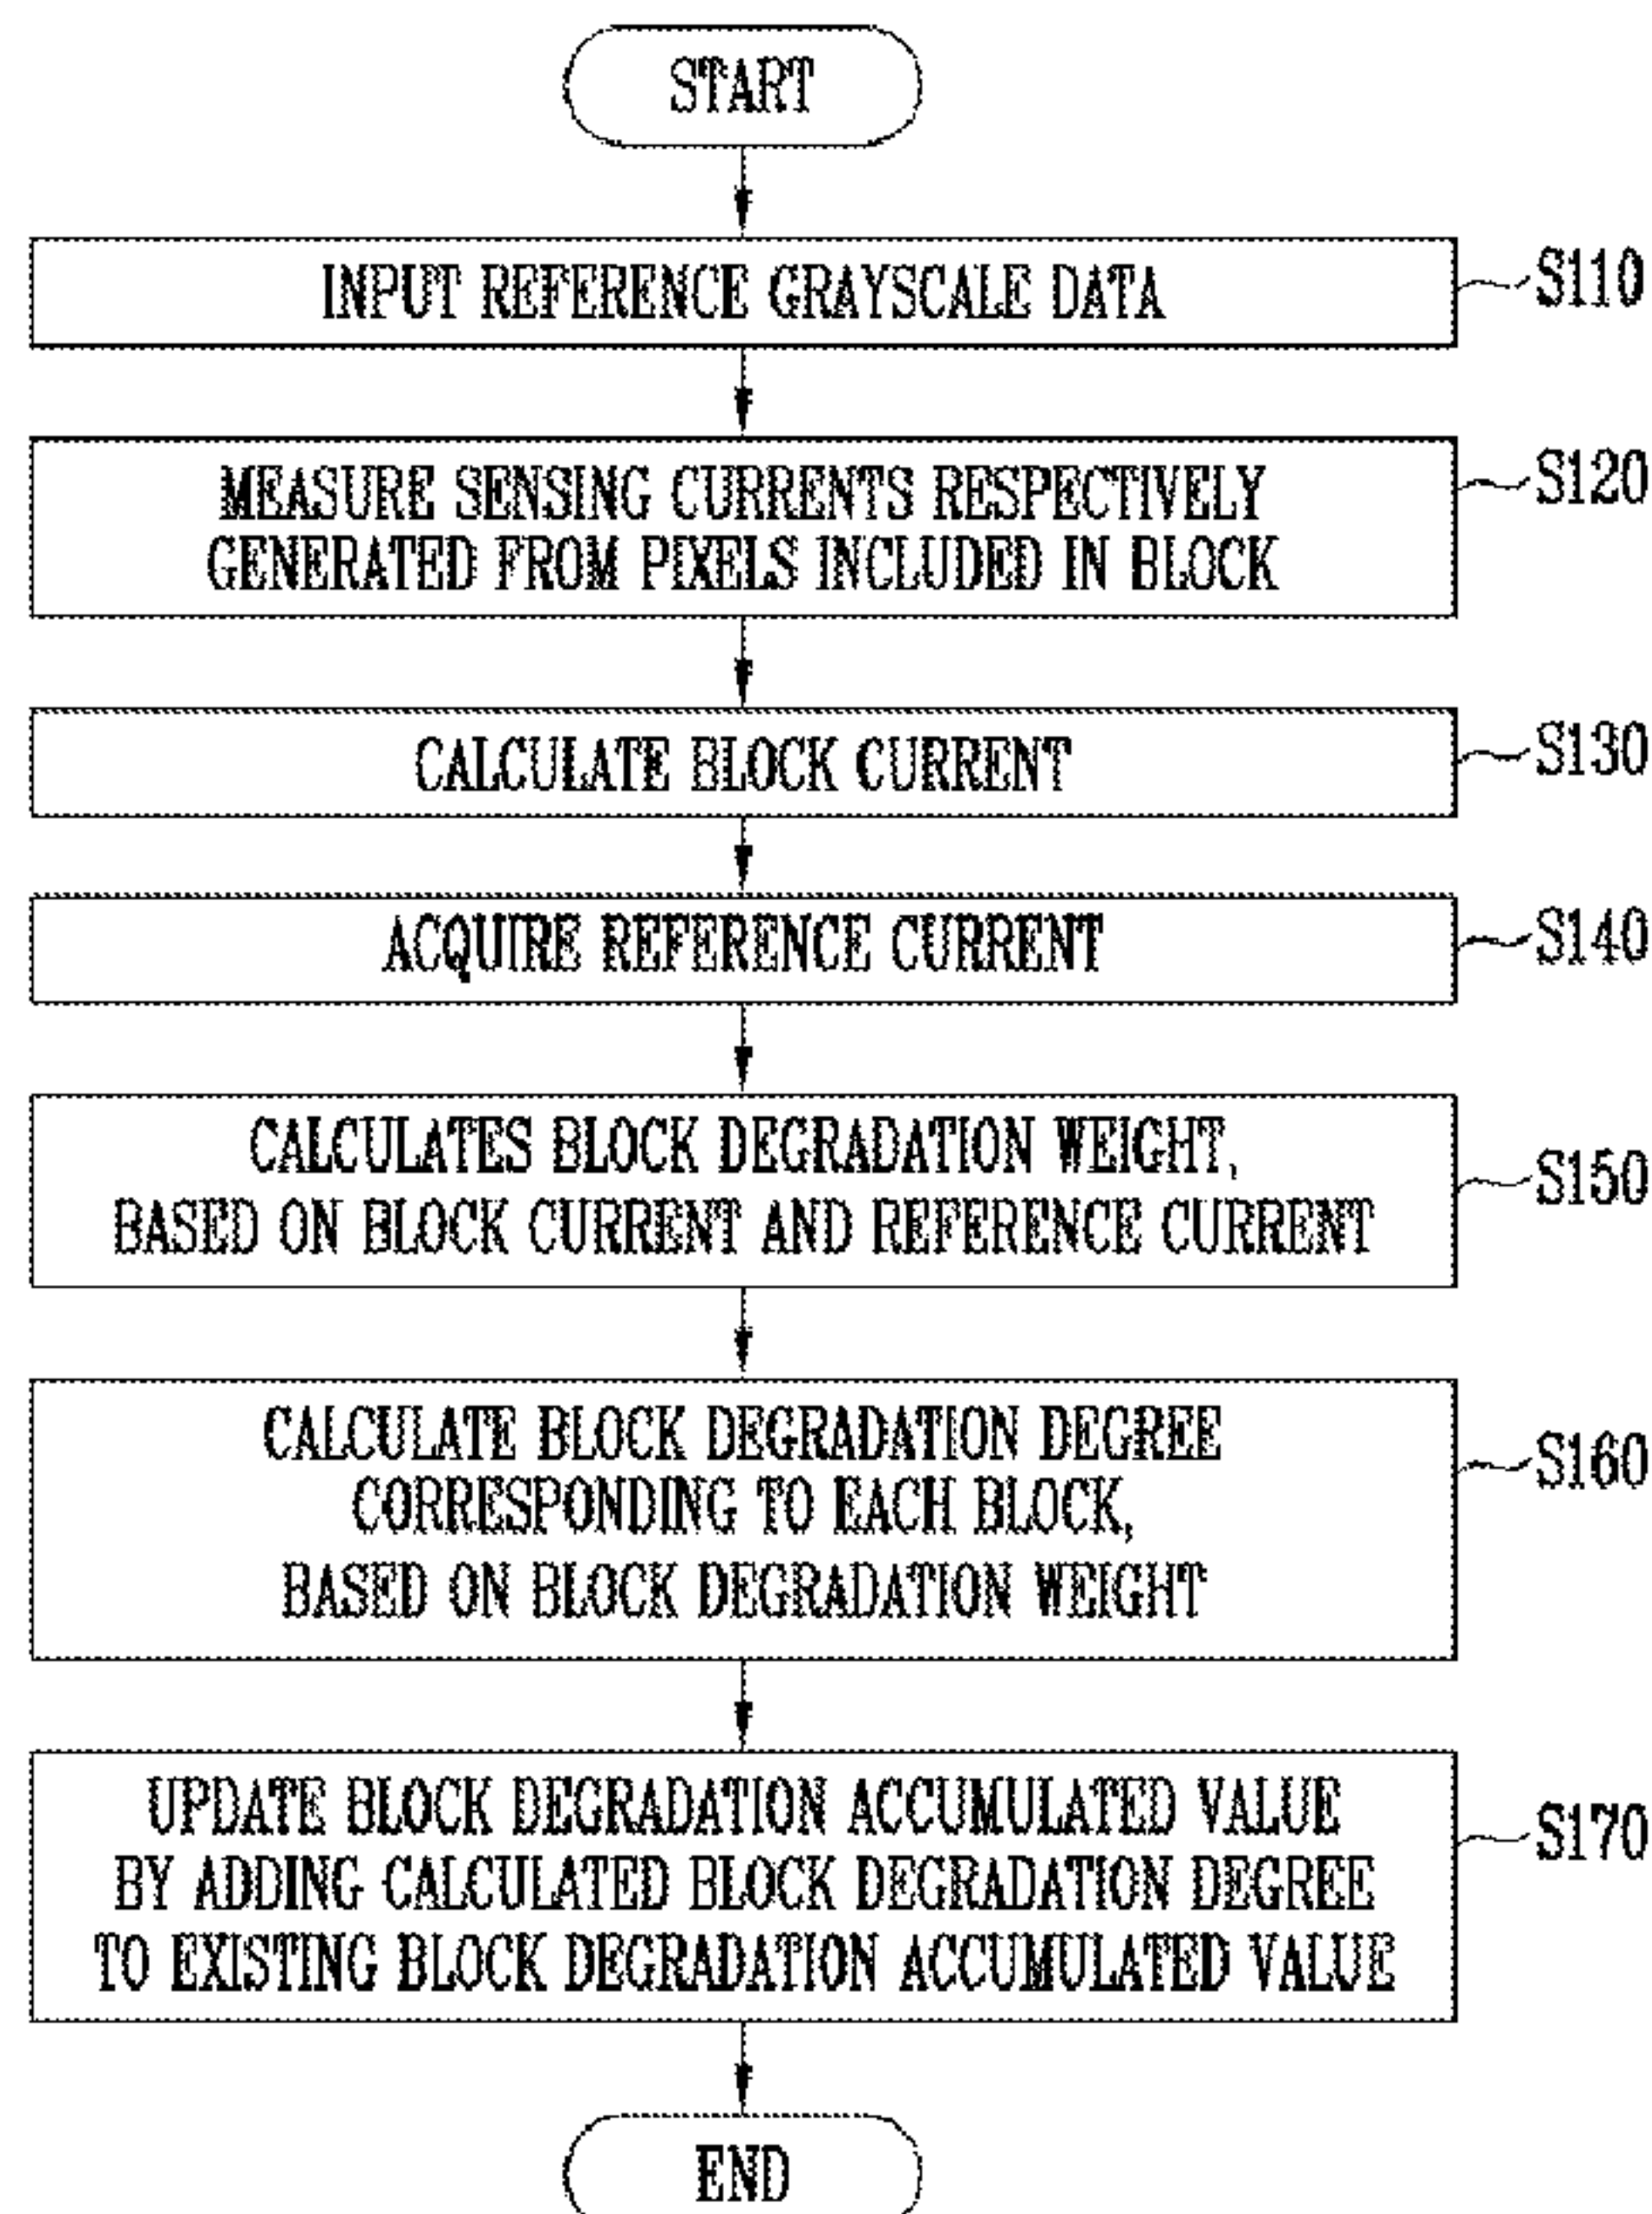 START
INPUT REFERENCE GRAYSCALE DATA
S110
MEASURE SENSING CURRENTS RESPECTIVELY
GENERATED FROM PIXELS INCLUDED IN BLOCK
S120
CALCULATE BLOCK CURRENT
S130
ACQUIRE REFERENCE CURRENT
S140
CALCULATES BLOCK DEGRADATION WEIGHT,
BASED ON BLOCK CURRENT AND REFERENCE CURRENT
S150
CALCULATE BLOCK DEGRADATION DEGREE
CORRESPONDING TO EACH BLOCK,
BASED ON BLOCK DEGRADATION WEIGHT
S160
UPDATE BLOCK DEGRADATION ACCUMULATED VALUE
BY ADDING CALCULATED BLOCK DEGRADATION DEGREE
TO EXISTING BLOCK DEGRADATION ACCUMULATED VALUE
S170
END